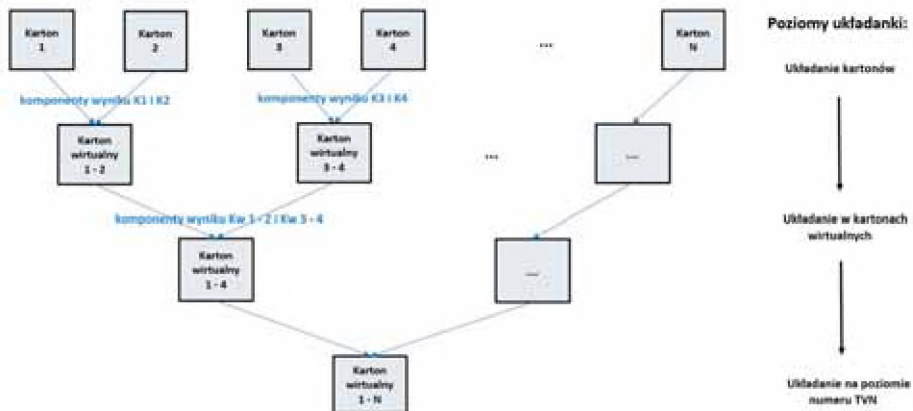 Karton
1
Karton
2
Karton
3
Karton
4
...
Karton
N
Poziomy układanki:
Układanie kartonów
komponenty wyniku K1 i K2
komponenty wyniku K3 i K4
Karton
wirtualny
1 - 2
Karton
wirtualny
3 - 4
...
....
komponenty wyniku Kw 1 - 2 i Kw 3 - 4
Układanie w kartonach
wirtualnych
Karton
wirtualny
1 - 4
....
Karton
wirtualny
1 - N
Układanie na poziomie
numeru TVN